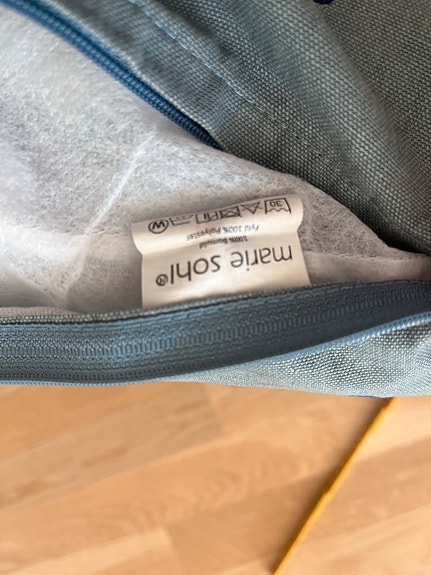 marie sohl®
100% Bomuld
Fyld 100% Polyester
30 W